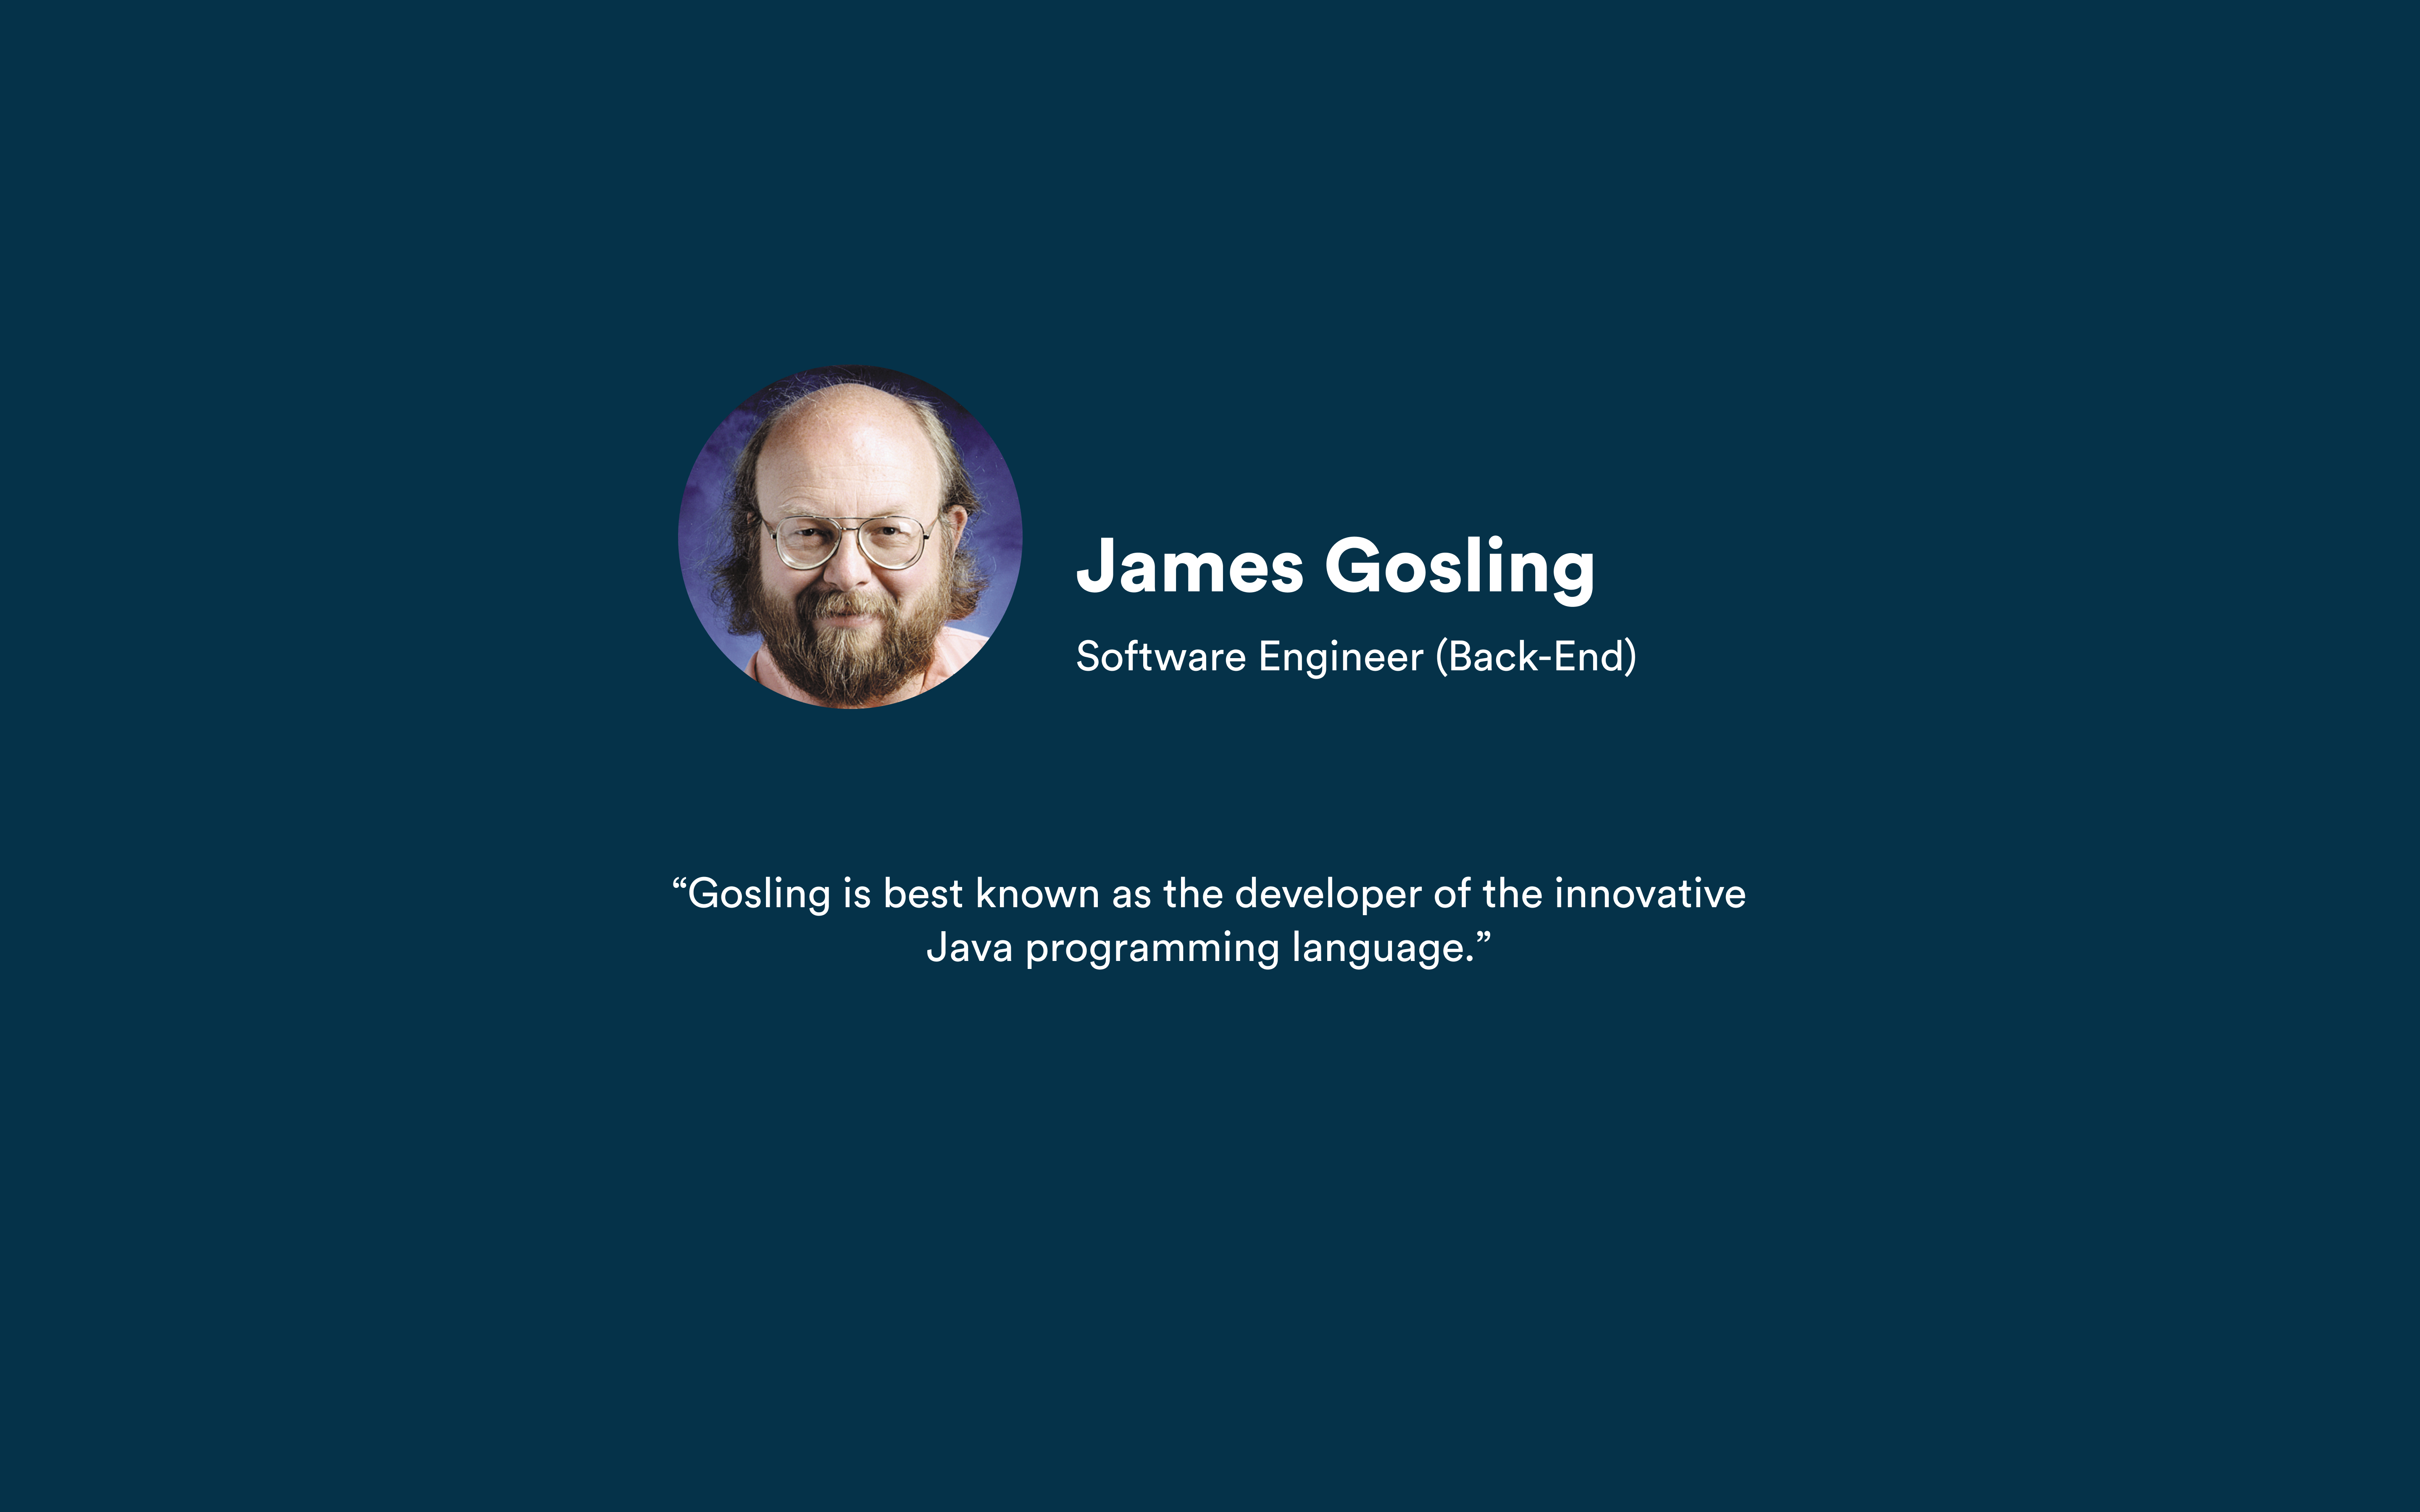 James Gosling
Software Engineer (Back-End)
“Gosling is best known as the developer of the innovative
Java programming language.”